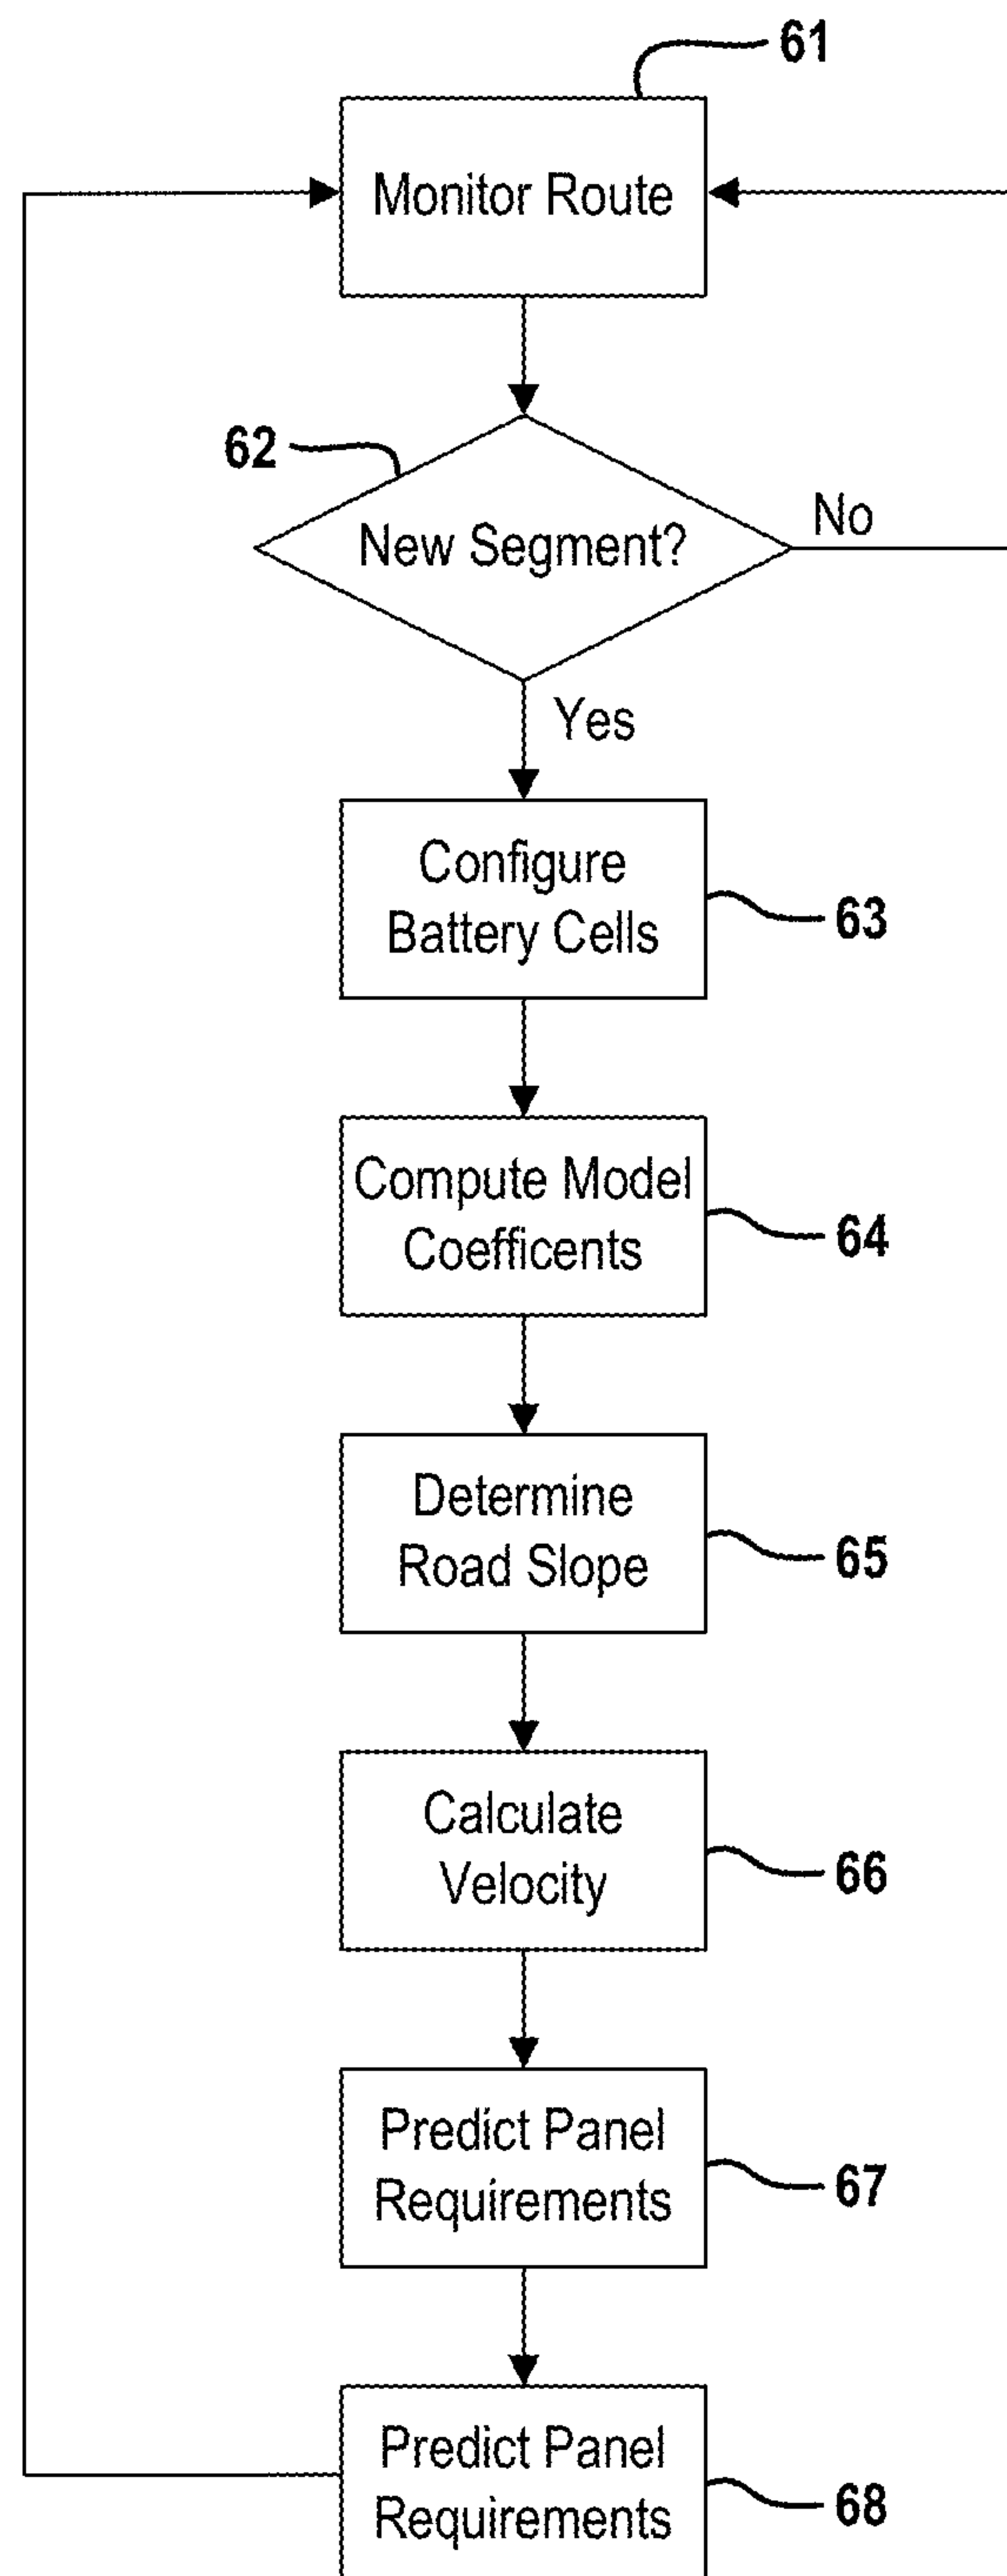 61
Monitor Route
62
New Segment?
No
Yes
Configure
Battery Cells
63
Compute Model
Coefficents
64
Determine
Road Slope
65
Calculate
Velocity
66
Predict Panel
Requirements
67
Predict Panel
Requirements
68